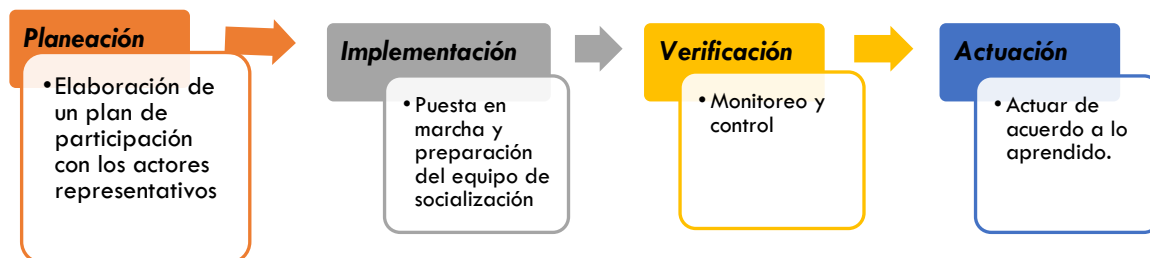 Planeación
•Elaboración de
un plan de
participación
con los actores
representativos
Implementación
•Puesta en
marcha y
preparación
del equipo de
socialización
Verificación
•Monitoreo y
control
Actuación
•Actuar de
acuerdo a lo
aprendido.